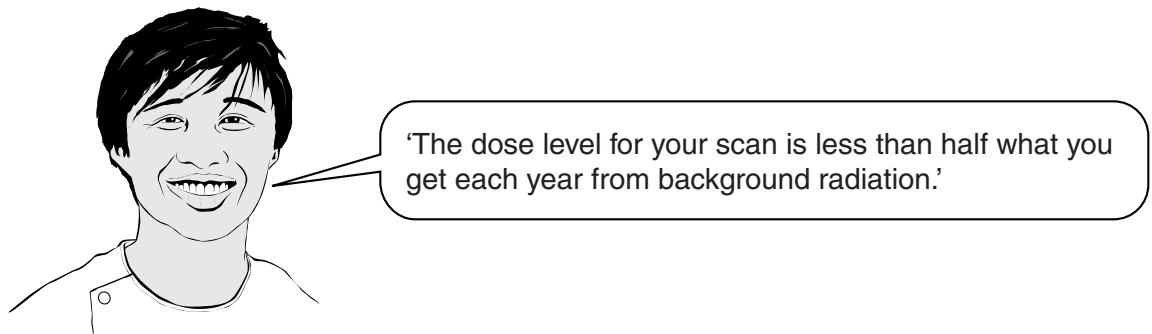 ‘The dose level for your scan is less than half what you
get each year from background radiation.’